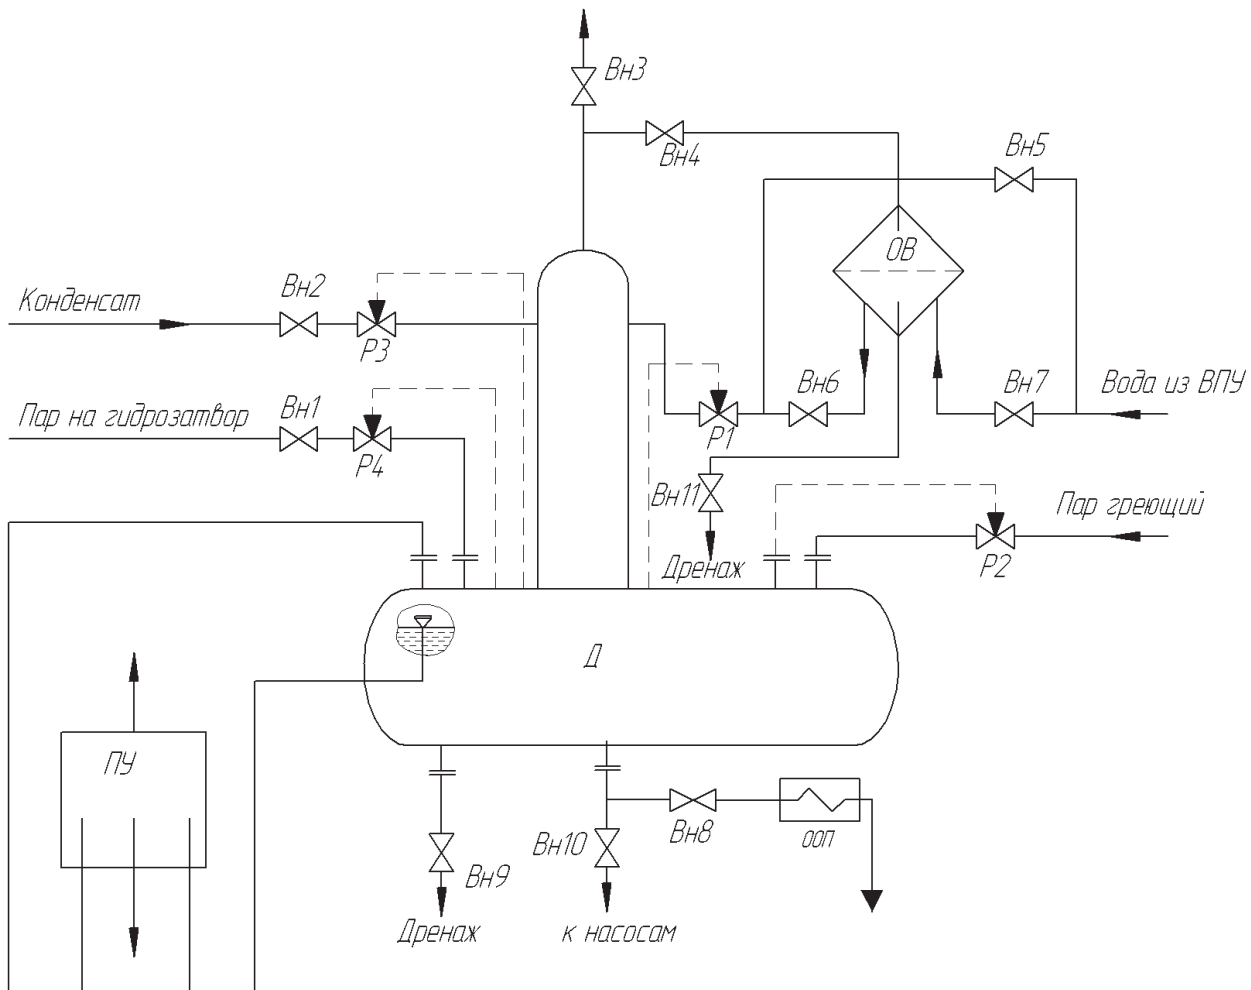 Вн3
Вн4
Вн5
ОВ
Вн2
Конденсат
Р3
Вн6
Вн7
Вода из ВПУ
Вн1
Пар на гидрозатвор
Р1
Р4
Вн11
Пар греющий
Дренаж
Р2
Д
ПУ
Вн10
Вн8
ООП
Вн9
Дренаж
к насосам